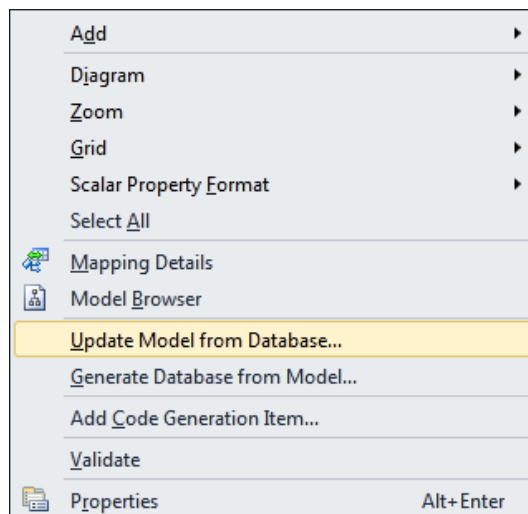 Add
Diagram
Zoom
Grid
Scalar Property Format
Select All
Mapping Details
Model Browser
Update Model from Database...
Generate Database from Model...
Add Code Generation Item...
Validate
Properties Alt+Enter